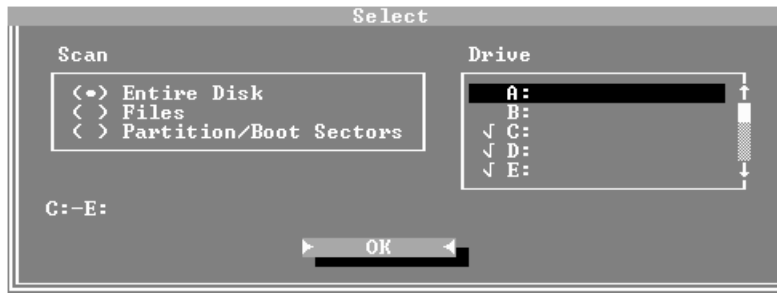 Select
Scan
(•) Entire Disk
( ) Files
( ) Partition/Boot Sectors
Drive
A:
B:
√ C:
√ D:
√ E:
C:-E:
OK